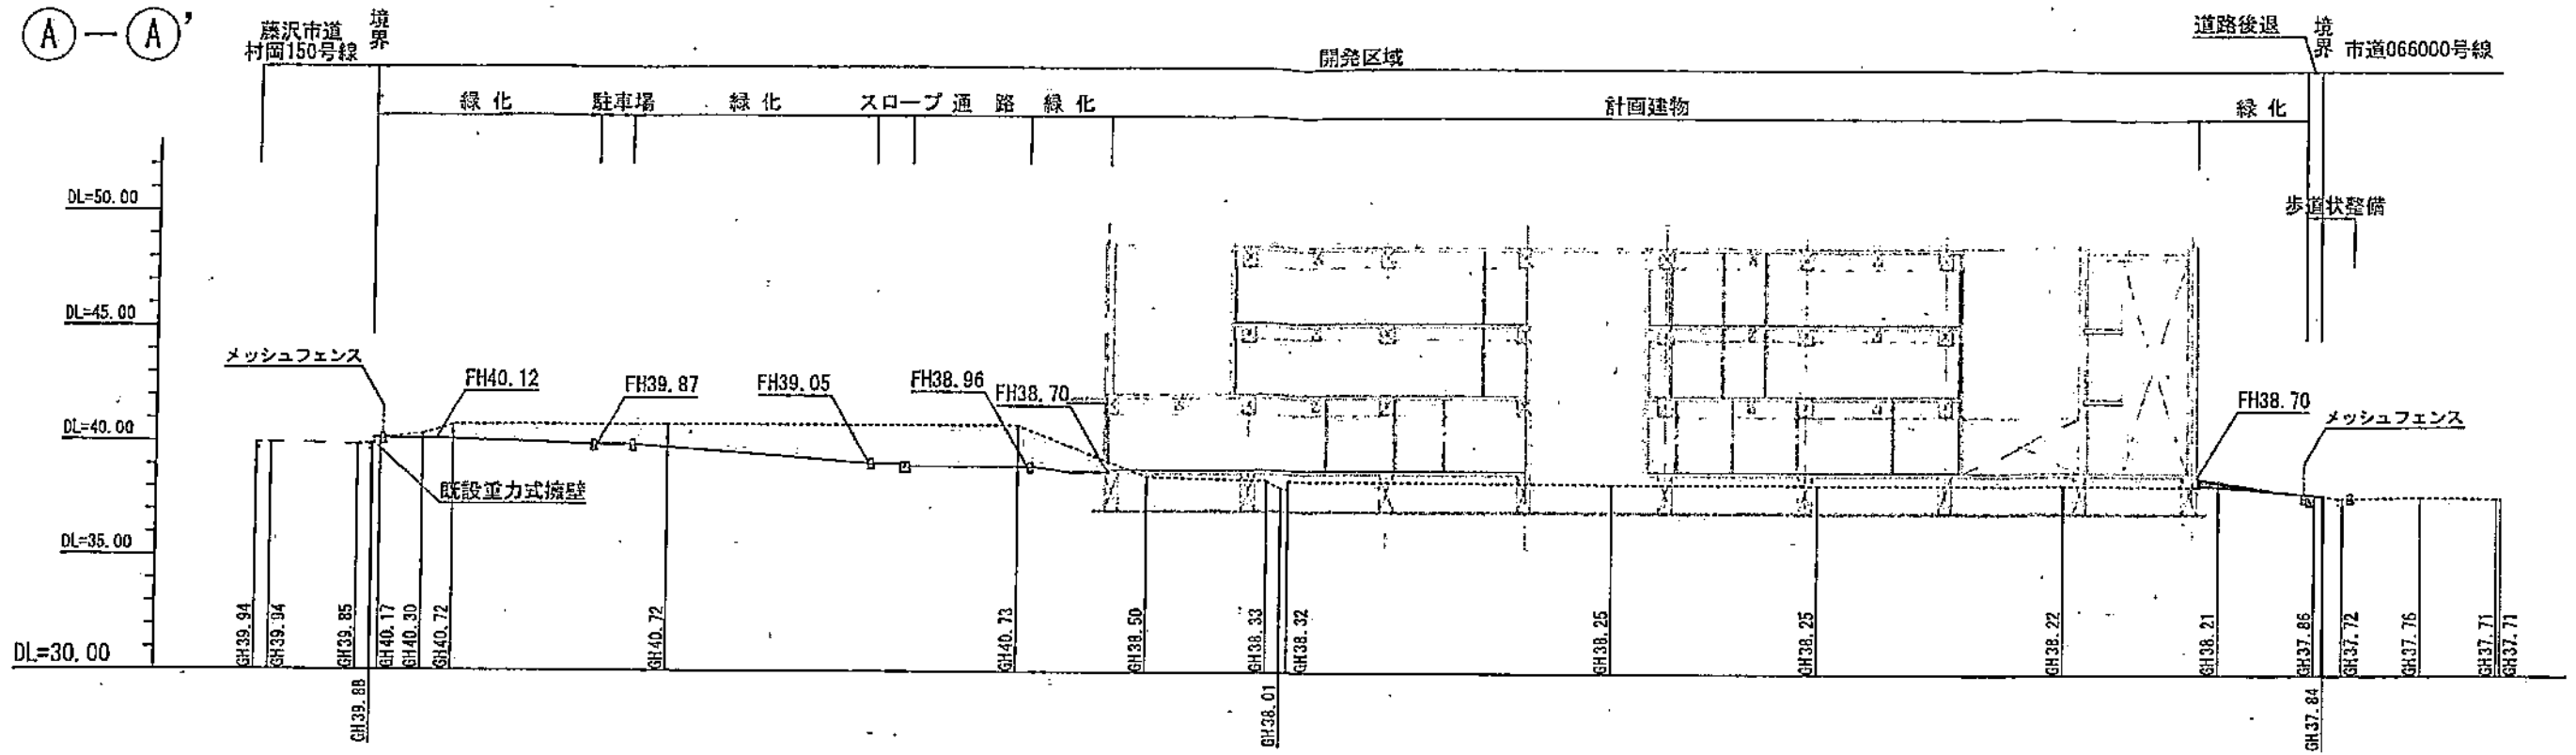 A－A'
藤沢市道
村岡150号線
境界
開発区域
道路後退
境界
市道066000号線
緑化
駐車場
緑化
スロープ
通路
緑化
計画建物
緑化
歩道状整備
DL=50.00
DL=45.00
DL=40.00
DL=35.00
DL=30.00
メッシュフェンス
FH40.12
FH39.87
FH39.05
FH38.96
FH38.70
FH38.70
メッシュフェンス
既設重力式擁壁
GH39.94
GH39.94
GH39.85
GH39.88
GH40.17
GH40.30
GH40.72
GH40.72
GH40.73
GH38.50
GH38.33
GH38.01
GH38.32
GH38.25
GH38.25
GH38.22
GH38.21
GH37.86
GH37.84
GH37.72
GH37.76
GH37.71
GH37.71